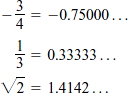 -3/4 = -0.75000 . . .
1/3 = 0.33333 . . .
√2 = 1.4142 . . .